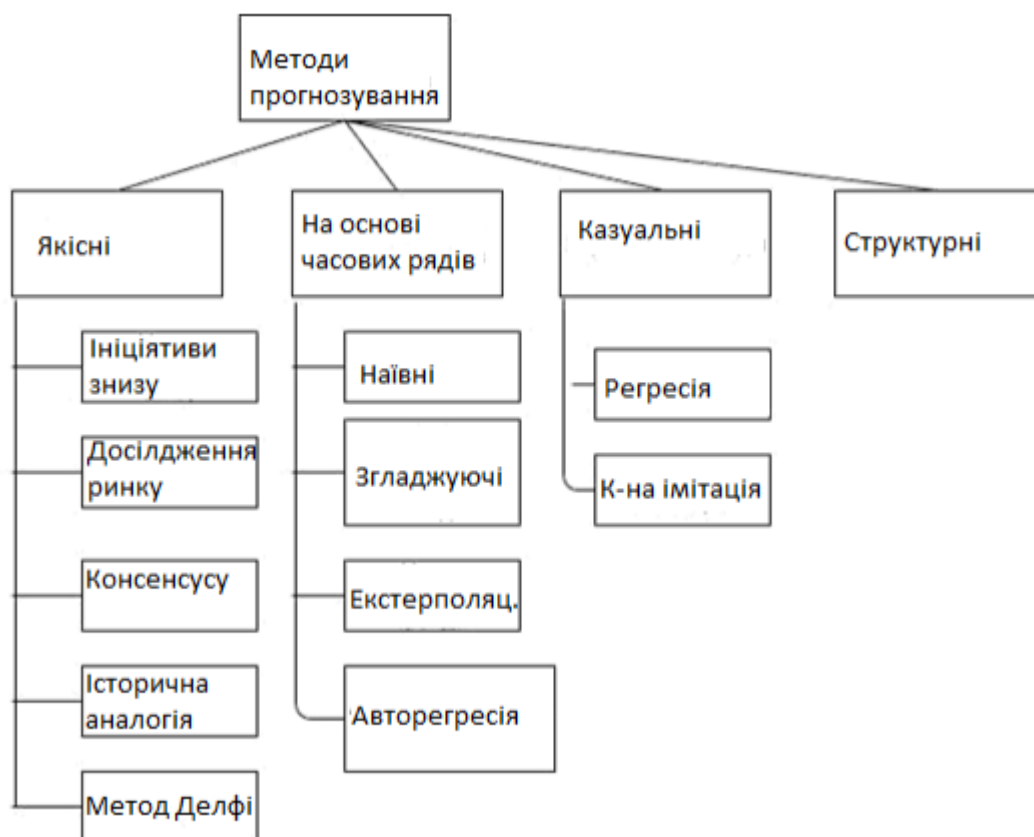 Методи
прогнозування
Якісні
На основі
часових рядів
Казуальні
Структурні
Ініціятиви
знизу
Досілдження
ринку
Консенсусу
Історична
аналогія
Метод Делфі
Наївні
Згладжуючі
Екстерполяц.
Авторегресія
Регресія
К-на імітація